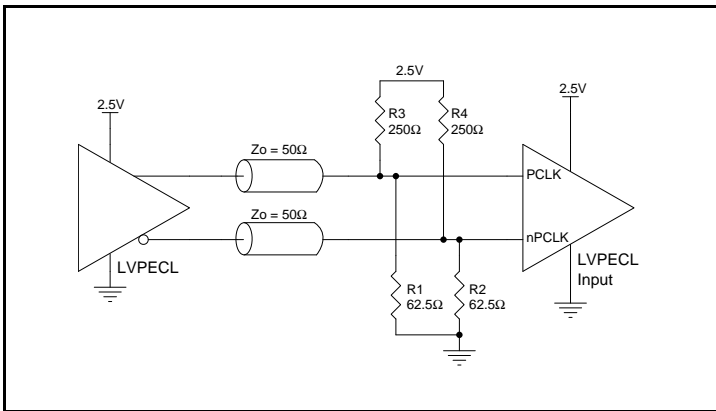 2.5V
2.5V
2.5V
R3
250Ω
R4
250Ω
Zo = 50Ω
PCLK
Zo = 50Ω
nPCLK
LVPECL
LVPECL
Input
R1
62.5Ω
R2
62.5Ω